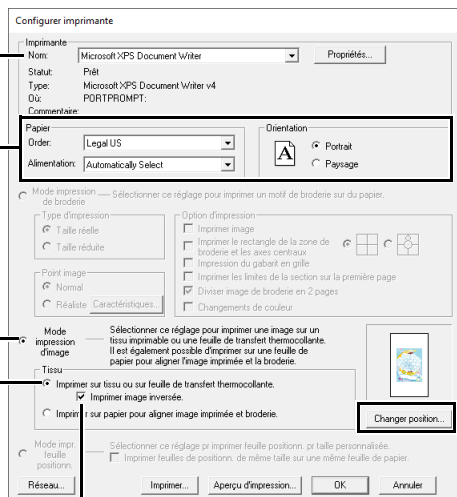 Configurer imprimante
Imprimante
Nom: Microsoft XPS Document Writer Propriétés...
Statut: Prêt
Type: Microsoft XPS Document Writer v4
Où: PORTPROMPT:
Commentaire:
Papier
Order: Legal US
Alimentation: Automatically Select
Orientation
A
Portrait
Paysage
Mode impression de broderie
Sélectionner ce réglage pour imprimer un motif de broderie sur du papier.
Type d'impression
Taille réelle
Taille réduite
Point image
Normal
Réaliste Caractéristiques...
Option d'impression
Imprimer image
Imprimer le rectangle de la zone de
broderie et les axes centraux
Impression du gabarit en grille
Imprimer les limites de la section sur la première page
Diviser image de broderie en 2 pages
Changements de couleur
Mode
impression
d'image
Sélectionner ce réglage pour imprimer une image sur un
tissu imprimable ou une feuille de transfert thermocollante.
Il est également possible d'imprimer sur une feuille de
papier pour aligner l'image imprimée et la broderie.
Tissu
Imprimer sur tissu ou sur feuille de transfert thermocollante.
Imprimer image inversée.
Imprimer sur papier pour aligner image imprimée et broderie.
Changer position...
Mode impr.
feuille
positionn.
Sélectionner ce réglage pr imprimer feuille positionn. pr taille personnalisée.
Imprimer feuilles de positionn. de même taille sur une même feuille de papier.
Réseau... Imprimer... Aperçu d'impression... OK Annuler